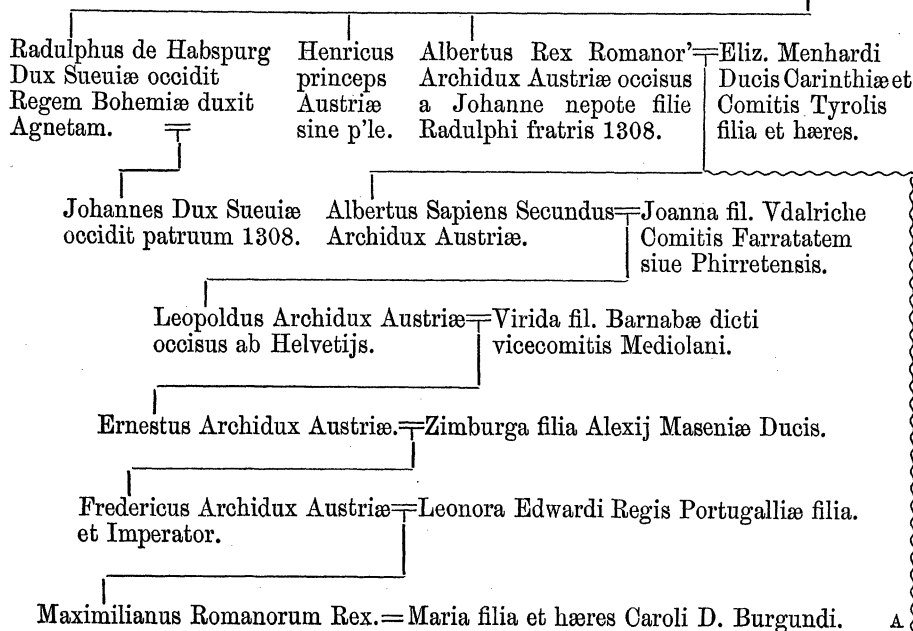 Radulphus de Habspurg
Dux Sueuiæ occidit
Regem Bohemiæ duxit
Agnetam.
Henricus
princeps
Austriæ
sine p'le.
Albertus Rex Romanor'
Archidux Austriæ occisus
a Johanne nepote filie
Radulphi fratris 1308.
Eliz. Menhardi
Ducis Carinthiæ et
Comitis Tyrolis
filia et hæres.
Johannes Dux Sueuiæ
occidit patruum 1308.
Albertus Sapiens Secundus
Archidux Austriæ.
Joanna fil. Vdalriche
Comitis Farratatem
siue Phirretensis.
Leopoldus Archidux Austriæ
occisus ab Helvetijs.
Virida fil. Barnabæ dicti
vicecomitis Mediolani.
Ernestus Archidux Austriæ.
Zimburga filia Alexij Maseniæ Ducis.
Fredericus Archidux Austriæ
et Imperator.
Leonora Edwardi Regis Portugalliæ filia.
Maximilianus Romanorum Rex.=Maria filia et hæres Caroli D. Burgundi.
A